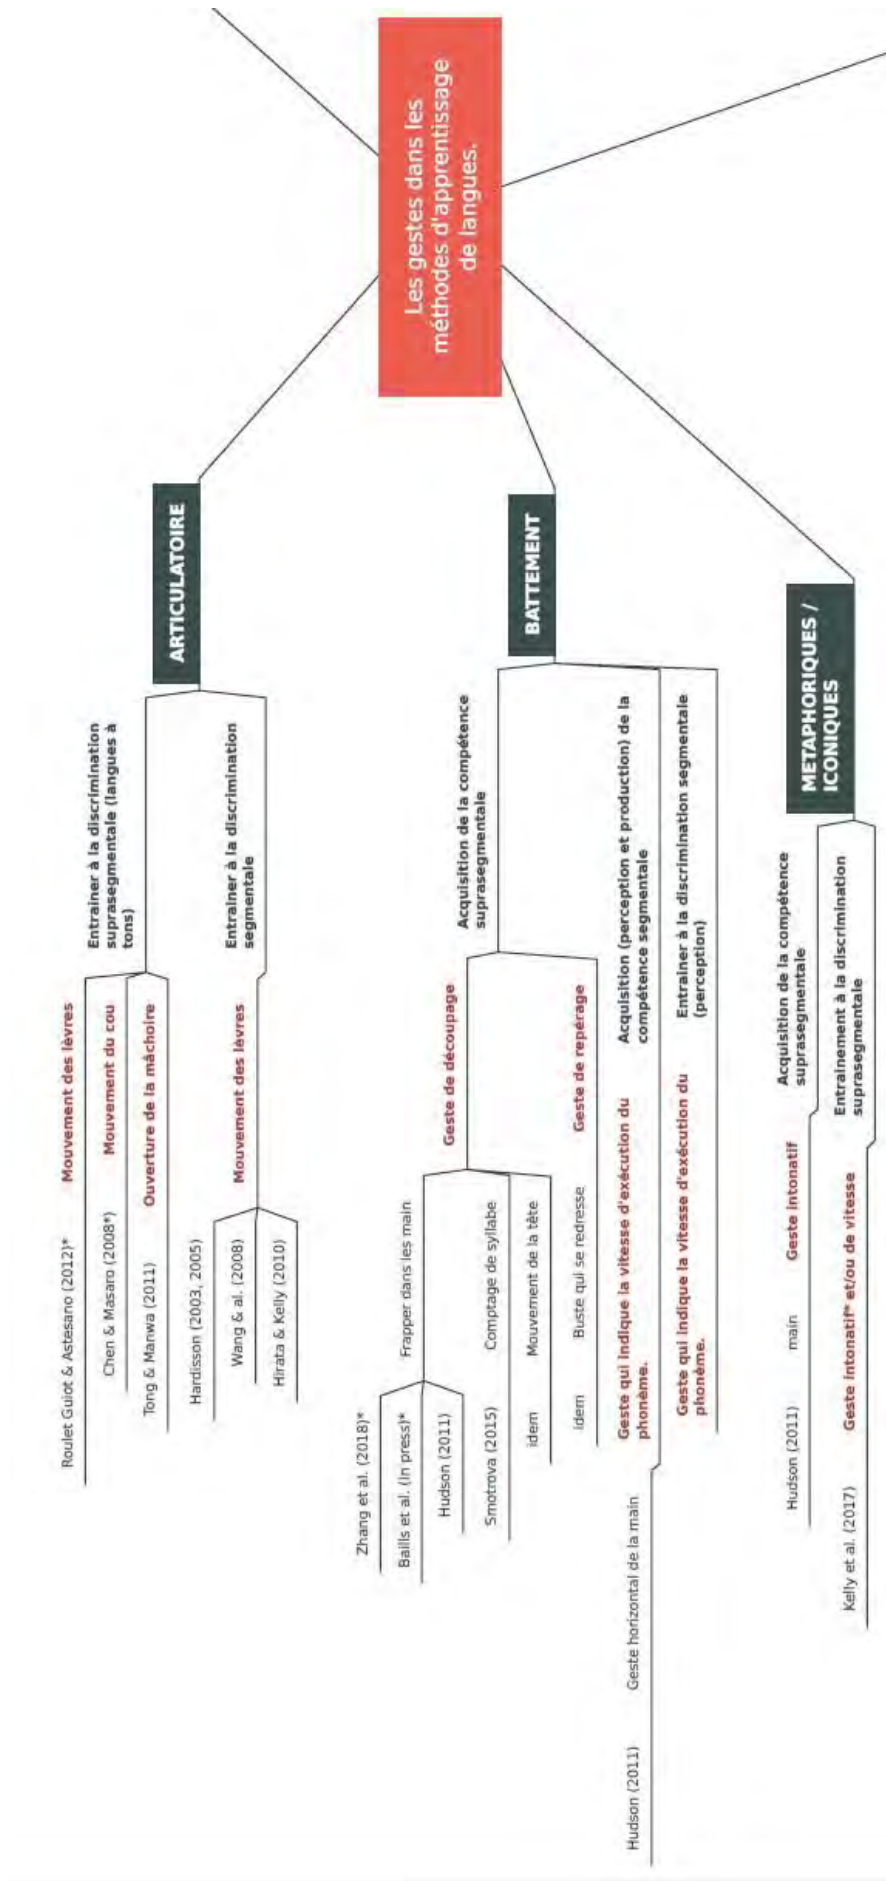 Les gestes dans les
méthodes d'apprentissage
de langues.
ARTICULATOIRE
Entrainer à la discrimination
suprasegmentale (langues à
tons)
Mouvement des lèvres
Roulet Guiot & Astesano (2012)*
Mouvement du cou
Chen & Masaro (2008*)
Ouverture de la mâchoire
Tong & Manwa (2011)
Entrainer à la discrimination
segmentale
Mouvement des lèvres
Hardisson (2003, 2005)
Wang & al. (2008)
Hirata & Kelly (2010)
BATTEMENT
Acquisition de la compétence
suprasegmentale
Geste de découpage
Frapper dans les main
Zhang et al. (2018)*
Baills et al. (in press)*
Hudson (2011)
Comptage de syllabe
Smotrova (2015)
Mouvement de la tête
idem
Geste de repérage
Buste qui se redresse
idem
Acquisition (perception et production) de la
compétence segmentale
Geste qui indique la vitesse d'exécution du
phonème.
Geste horizontal de la main
Hudson (2011)
Entrainer à la discrimination segmentale
(perception)
Geste qui indique la vitesse d'exécution du
phonème.
METAPHORIQUES /
ICONIQUES
Acquisition de la compétence
suprasegmentale
Geste intonatif
main
Hudson (2011)
Entrainement à la discrimination
suprasegmentale
Geste intonatif* et/ou de vitesse
Kelly et al. (2017)